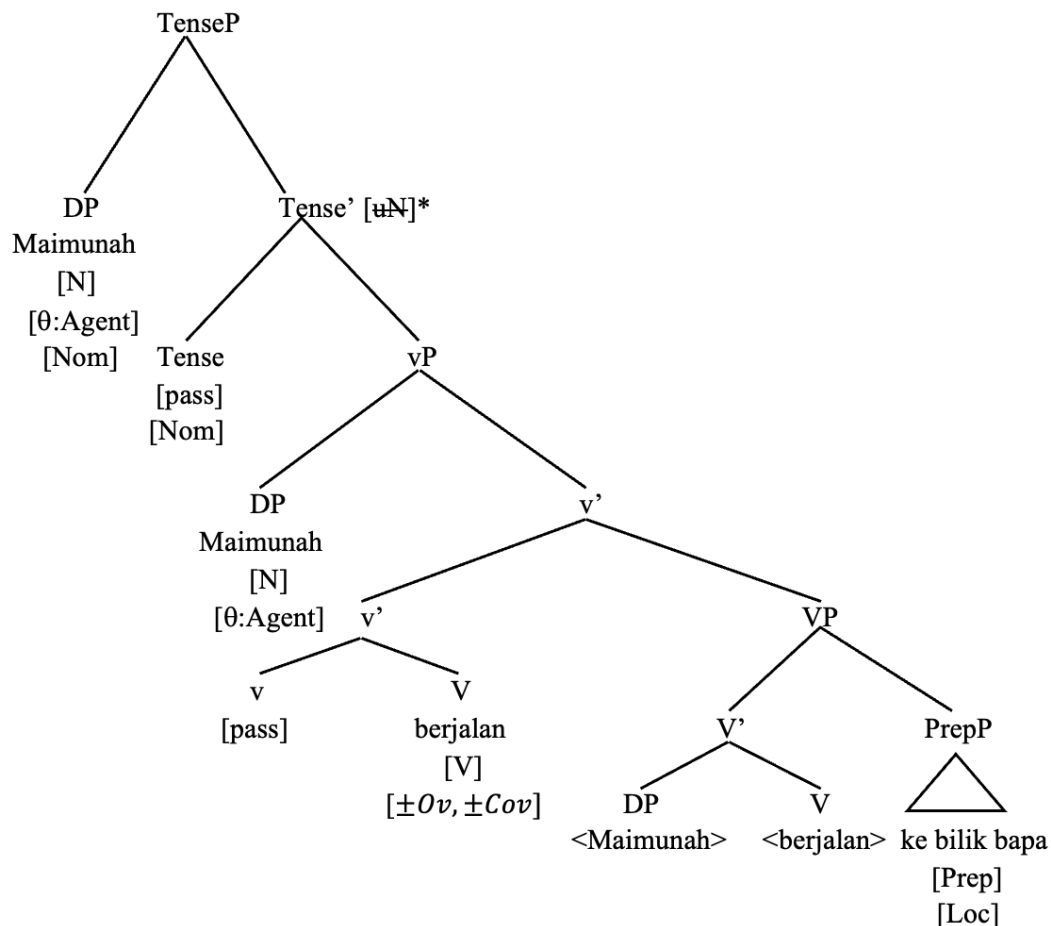 TenseP
DP
Tense’ [uN]*
Maimunah
[N]
[θ:Agent]
[Nom]
Tense
[pass]
[Nom]
vP
DP
Maimunah
[N]
[θ:Agent]
v’
v’
VP
v
[pass]
V
berjalan
[V]
[±Ov, ±Cov]
V’
PrepP
DP
<Maimunah>
V
<berjalan>
ke bilik bapa
[Prep]
[Loc]